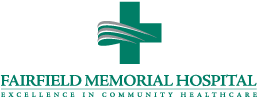 FAIRFIELD MEMORIAL HOSPITAL
EXCELLENCE IN COMMUNITY HEALTHCARE